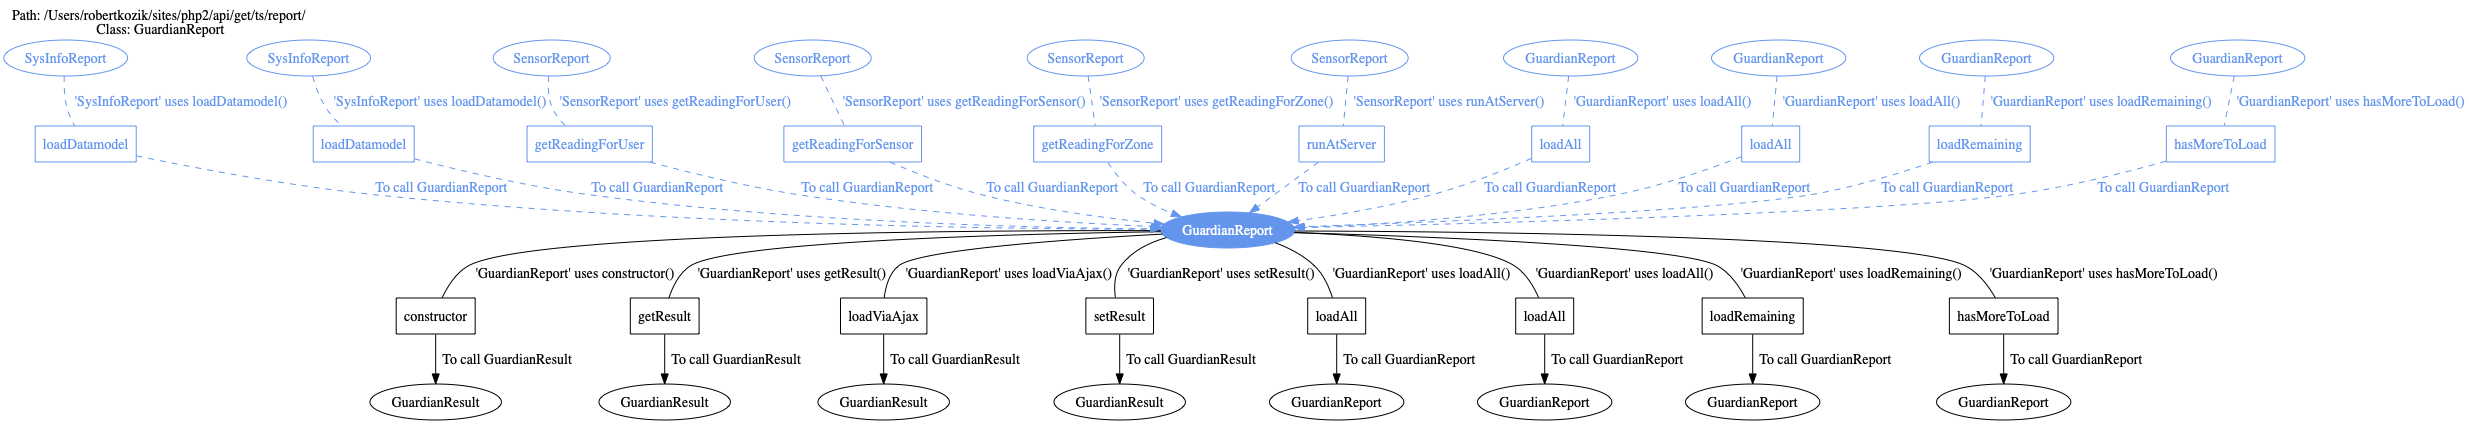 Path: /Users/robertkozik/sites/php2/api/get/ts/report/
Class: GuardianReport
SysInfoReport
SysInfoReport
SensorReport
SensorReport
SensorReport
SensorReport
GuardianReport
GuardianReport
GuardianReport
GuardianReport
'SysInfoReport' uses loadDatamodel()
'SysInfoReport' uses loadDatamodel()
'SensorReport' uses getReadingForUser()
'SensorReport' uses getReadingForSensor()
'SensorReport' uses getReadingForZone()
'SensorReport' uses runAtServer()
'GuardianReport' uses loadAll()
'GuardianReport' uses loadAll()
'GuardianReport' uses loadRemaining()
'GuardianReport' uses hasMoreToLoad()
loadDatamodel
loadDatamodel
getReadingForUser
getReadingForSensor
getReadingForZone
runAtServer
loadAll
loadAll
loadRemaining
hasMoreToLoad
To call GuardianReport
To call GuardianReport
To call GuardianReport
To call GuardianReport
To call GuardianReport
To call GuardianReport
To call GuardianReport
To call GuardianReport
To call GuardianReport
To call GuardianReport
GuardianReport
'GuardianReport' uses constructor()
'GuardianReport' uses getResult()
'GuardianReport' uses loadViaAjax()
'GuardianReport' uses setResult()
'GuardianReport' uses loadAll()
'GuardianReport' uses loadAll()
'GuardianReport' uses loadRemaining()
'GuardianReport' uses hasMoreToLoad()
constructor
getResult
loadViaAjax
setResult
loadAll
loadAll
loadRemaining
hasMoreToLoad
To call GuardianResult
To call GuardianResult
To call GuardianResult
To call GuardianResult
To call GuardianReport
To call GuardianReport
To call GuardianReport
To call GuardianReport
GuardianResult
GuardianResult
GuardianResult
GuardianResult
GuardianReport
GuardianReport
GuardianReport
GuardianReport